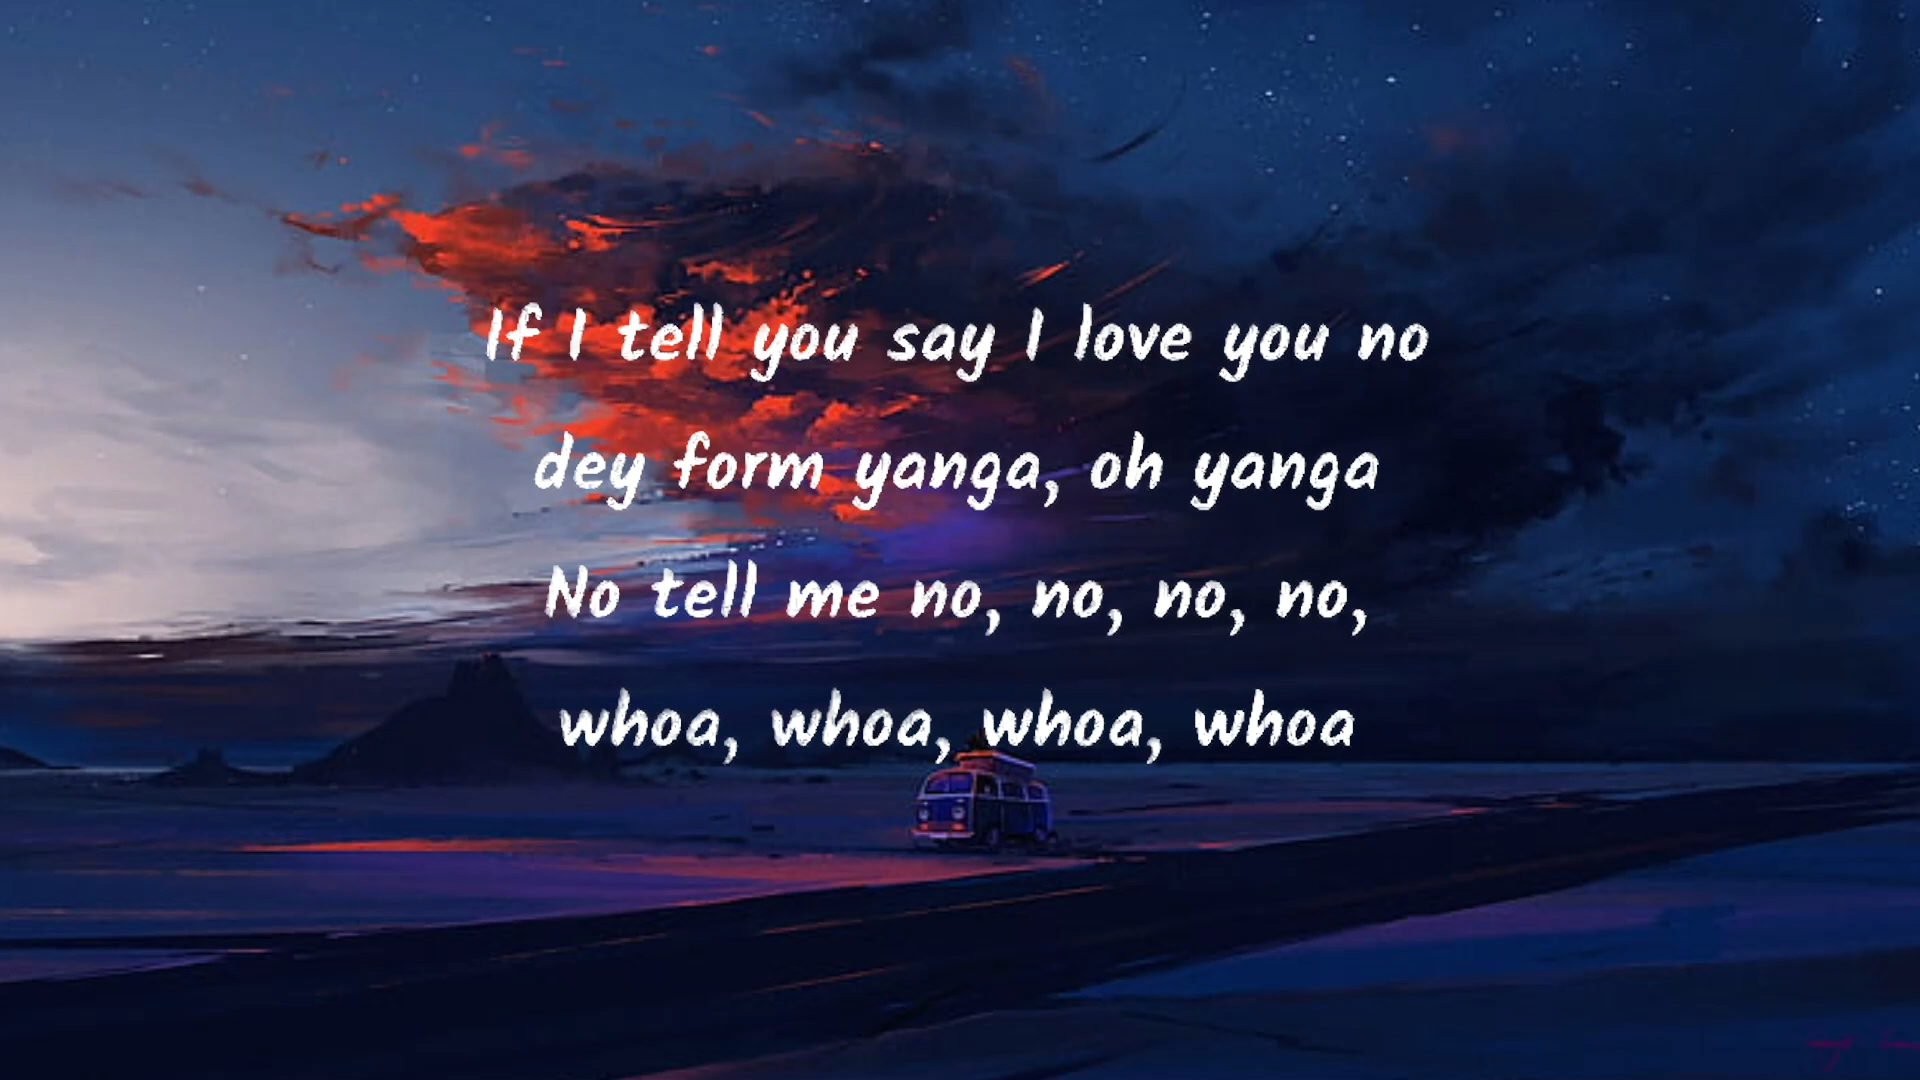 If I tell you say I love you no
dey form yanga, oh yanga
No tell me no, no, no, no,
whoa, whoa, whoa, whoa